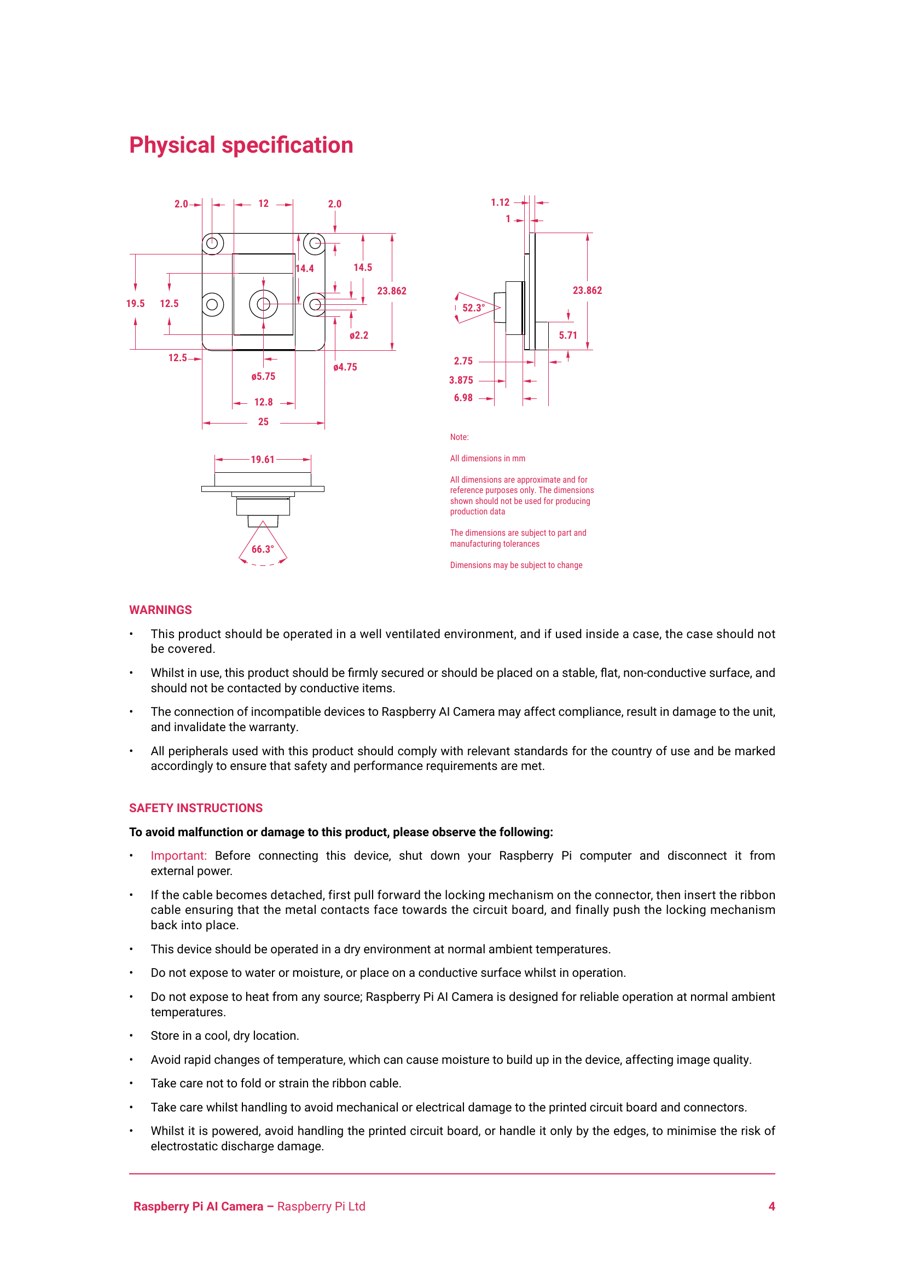 Physical specification
2.0
12
2.0
14.4
14.5
23.862
19.5
12.5
ø2.2
12.5
ø4.75
ø5.75
12.8
25
1.12
1
52.3°
23.862
5.71
2.75
3.875
6.98
19.61
66.3°
Note:
All dimensions in mm
All dimensions are approximate and for
reference purposes only. The dimensions
shown should not be used for producing
production data
The dimensions are subject to part and
manufacturing tolerances
Dimensions may be subject to change
WARNINGS
• This product should be operated in a well ventilated environment, and if used inside a case, the case should not
be covered.
• Whilst in use, this product should be firmly secured or should be placed on a stable, flat, non-conductive surface, and
should not be contacted by conductive items.
• The connection of incompatible devices to Raspberry AI Camera may affect compliance, result in damage to the unit,
and invalidate the warranty.
• All peripherals used with this product should comply with relevant standards for the country of use and be marked
accordingly to ensure that safety and performance requirements are met.
SAFETY INSTRUCTIONS
To avoid malfunction or damage to this product, please observe the following:
• Important: Before connecting this device, shut down your Raspberry Pi computer and disconnect it from
external power.
• If the cable becomes detached, first pull forward the locking mechanism on the connector, then insert the ribbon
cable ensuring that the metal contacts face towards the circuit board, and finally push the locking mechanism
back into place.
• This device should be operated in a dry environment at normal ambient temperatures.
• Do not expose to water or moisture, or place on a conductive surface whilst in operation.
• Do not expose to heat from any source; Raspberry Pi AI Camera is designed for reliable operation at normal ambient
temperatures.
• Store in a cool, dry location.
• Avoid rapid changes of temperature, which can cause moisture to build up in the device, affecting image quality.
• Take care not to fold or strain the ribbon cable.
• Take care whilst handling to avoid mechanical or electrical damage to the printed circuit board and connectors.
• Whilst it is powered, avoid handling the printed circuit board, or handle it only by the edges, to minimise the risk of
electrostatic discharge damage.
Raspberry Pi AI Camera – Raspberry Pi Ltd
4